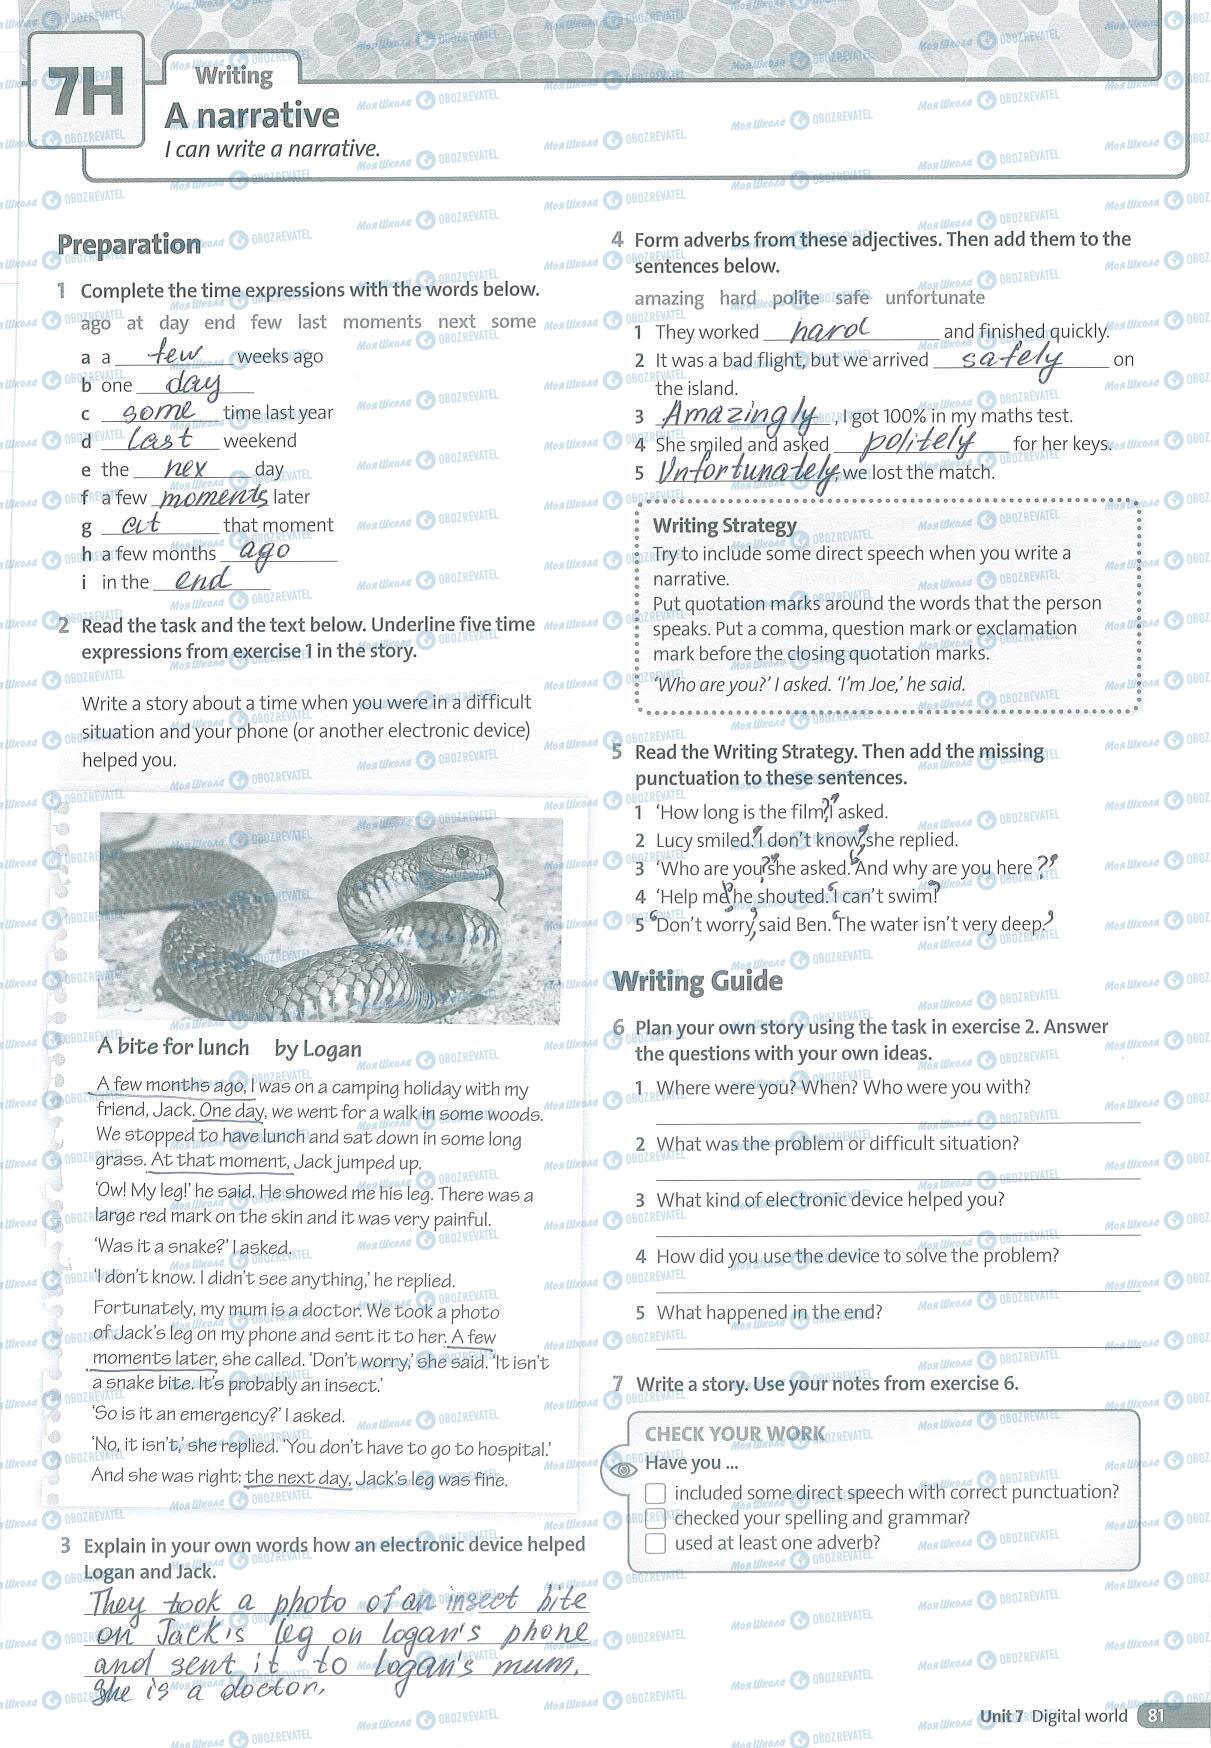 7H
Writing
A narrative
I can write a narrative.
Preparation
1 Complete the time expressions with the words below.
ago at day end few last moments next some
a a few weeks ago
b one day
c some time last year
d last weekend
e the nex day
f a few moments later
g at that moment
h a few months ago
i in the end
2 Read the task and the text below. Underline five time
expressions from exercise 1 in the story.
Write a story about a time when you were in a difficult
situation and your phone (or another electronic device)
helped you.
A bite for lunch by Logan
A few months ago, I was on a camping holiday with my
friend, Jack. One day, we went for a walk in some woods.
We stopped to have lunch and sat down in some long
grass. At that moment, Jack jumped up.
‘Ow! My leg!’ he said. He showed me his leg. There was a
large red mark on the skin and it was very painful.
‘Was it a snake?’ I asked.
‘I don’t know. I didn’t see anything,’ he replied.
Fortunately, my mum is a doctor. We took a photo
of Jack’s leg on my phone and sent it to her. A few
moments later, she called. ‘Don’t worry,’ she said. ‘It isn’t
a snake bite. It’s probably an insect.’
‘So is it an emergency?’ I asked.
‘No, it isn’t,’ she replied. ‘You don’t have to go to hospital.’
And she was right: the next day, Jack’s leg was fine.
3 Explain in your own words how an electronic device helped
Logan and Jack.
They took a photo of an insect bite
on Jack's leg on Logan's phone
and sent it to Logan's mum.
She is a doctor.
4 Form adverbs from these adjectives. Then add them to the
sentences below.
amazing hard polite safe unfortunate
1 They worked hard and finished quickly.
2 It was a bad flight, but we arrived safely on
the island.
3 Amazingly , I got 100% in my maths test.
4 She smiled and asked politely for her keys.
5 Unfortunately, we lost the match.
Writing Strategy
Try to include some direct speech when you write a
narrative.
Put quotation marks around the words that the person
speaks. Put a comma, question mark or exclamation
mark before the closing quotation marks.
‘Who are you?’ I asked. ‘I’m Joe,’ he said.
5 Read the Writing Strategy. Then add the missing
punctuation to these sentences.
1 ‘How long is the film?’ I asked.
2 Lucy smiled. ‘I don’t know,’ she replied.
3 ‘Who are you?’ she asked. ‘And why are you here?’
4 ‘Help me!’ he shouted. ‘I can’t swim!’
5 ‘Don’t worry,’ said Ben. ‘The water isn’t very deep.’
Writing Guide
6 Plan your own story using the task in exercise 2. Answer
the questions with your own ideas.
1 Where were you? When? Who were you with?
2 What was the problem or difficult situation?
3 What kind of electronic device helped you?
4 How did you use the device to solve the problem?
5 What happened in the end?
7 Write a story. Use your notes from exercise 6.
CHECK YOUR WORK
Have you ...
included some direct speech with correct punctuation?
checked your spelling and grammar?
used at least one adverb?
Unit 7 Digital world 81
Моя Школа OBOZREVATEL